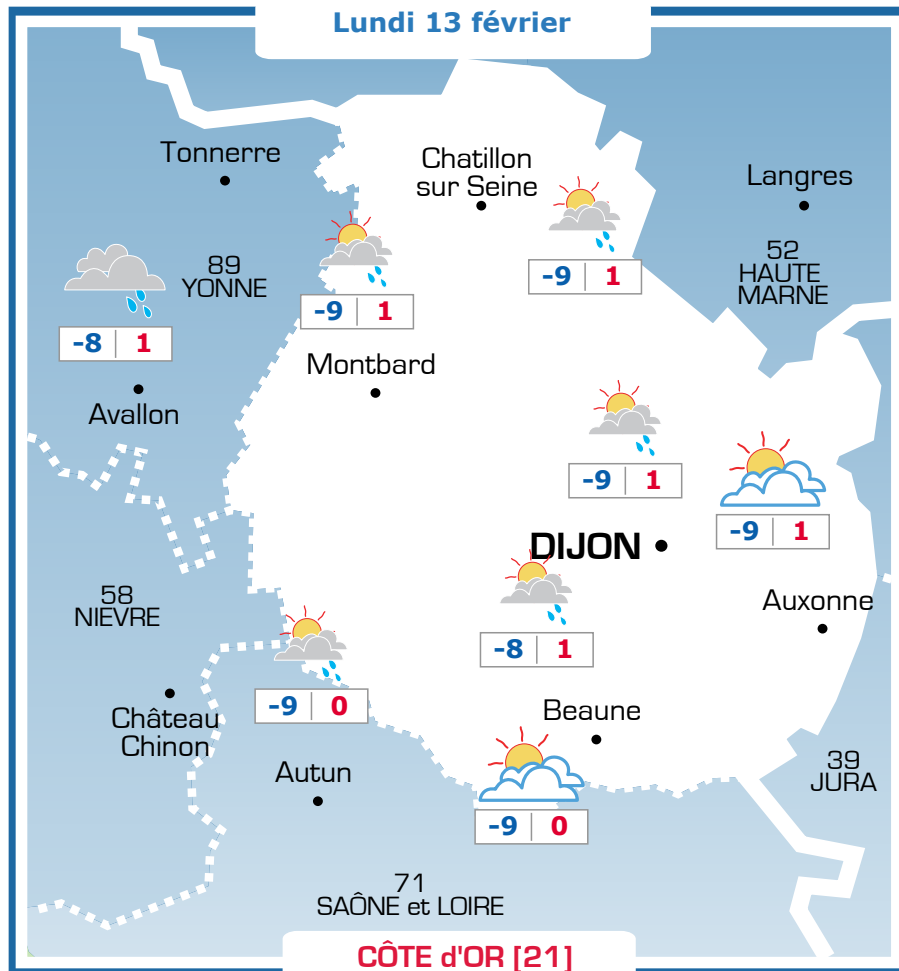 Lundi 13 février
Tonnerre
Chatillon
sur Seine
Langres
89
YONNE
52
HAUTE
MARNE
-9 1
-9 1
-8 1
Montbard
Avallon
-9 1
-9 1
DIJON
58
NIEVRE
Auxonne
-8 1
-9 0
Château
Chinon
Beaune
Autun
39
JURA
-9 0
71
SAÔNE et LOIRE
CÔTE d'OR [21]